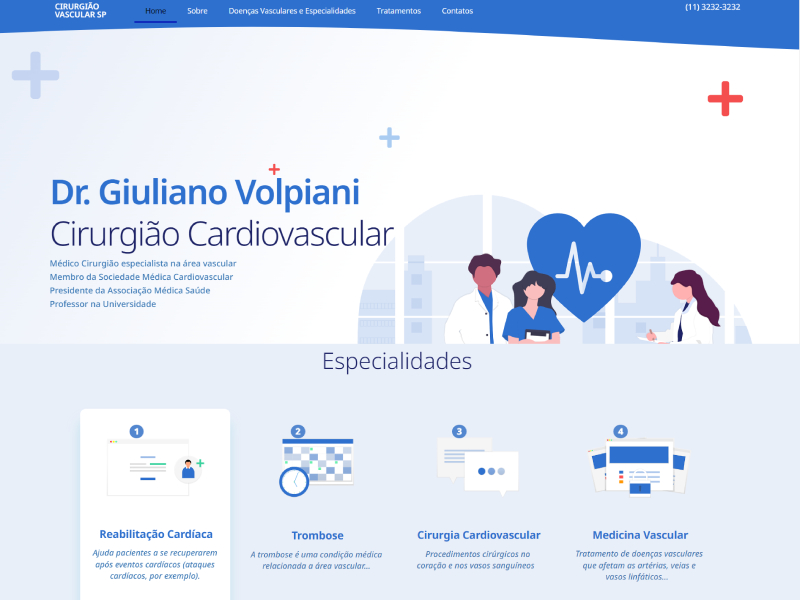 CIRURGIÃO
VASCULAR SP
Home Sobre Doenças Vasculares e Especialidades Tratamentos Contatos
(11) 3232-3232
Dr. Giuliano Volpiani
Cirurgião Cardiovascular
Médico Cirurgião especialista na área vascular
Membro da Sociedade Médica Cardiovascular
Presidente da Associação Médica Saúde
Professor na Universidade
Especialidades
1
Reabilitação Cardíaca
Ajuda pacientes a se recuperarem
após eventos cardíacos (ataques
cardíacos, por exemplo).
2
Trombose
A trombose é uma condição médica
relacionada a área vascular...
3
Cirurgia Cardiovascular
Procedimentos cirúrgicos no
coração e nos vasos sanguíneos
4
Medicina Vascular
Tratamento de doenças vasculares
que afetam as artérias, veias e
vasos linfáticos...